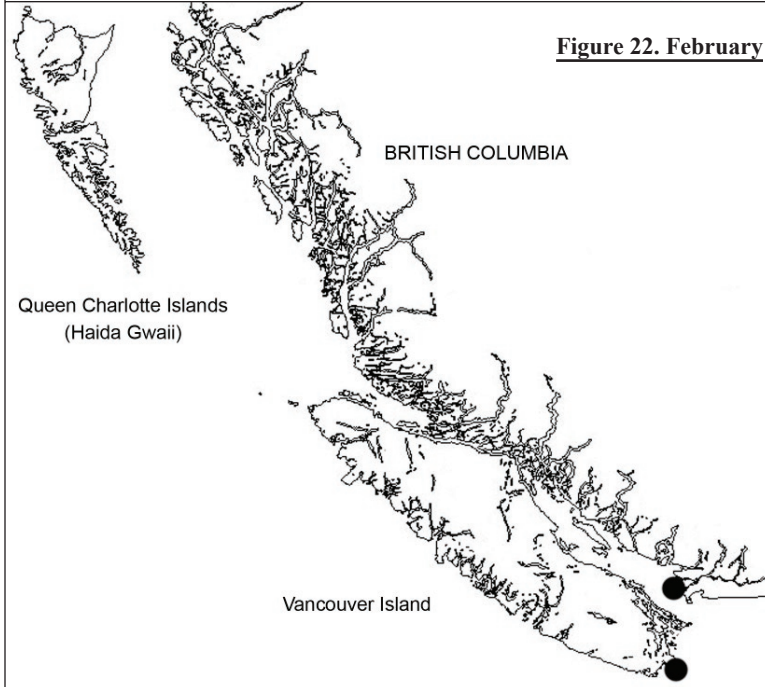 Figure 22. February
BRITISH COLUMBIA
Queen Charlotte Islands
(Haida Gwaii)
Vancouver Island